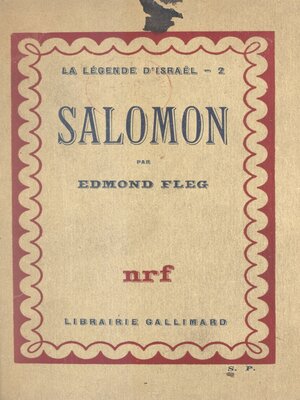 LA LÉGENDE D'ISRAËL – 2
SALOMON
PAR
EDMOND FLEG
nrf
LIBRAIRIE GALLIMARD
S. P.